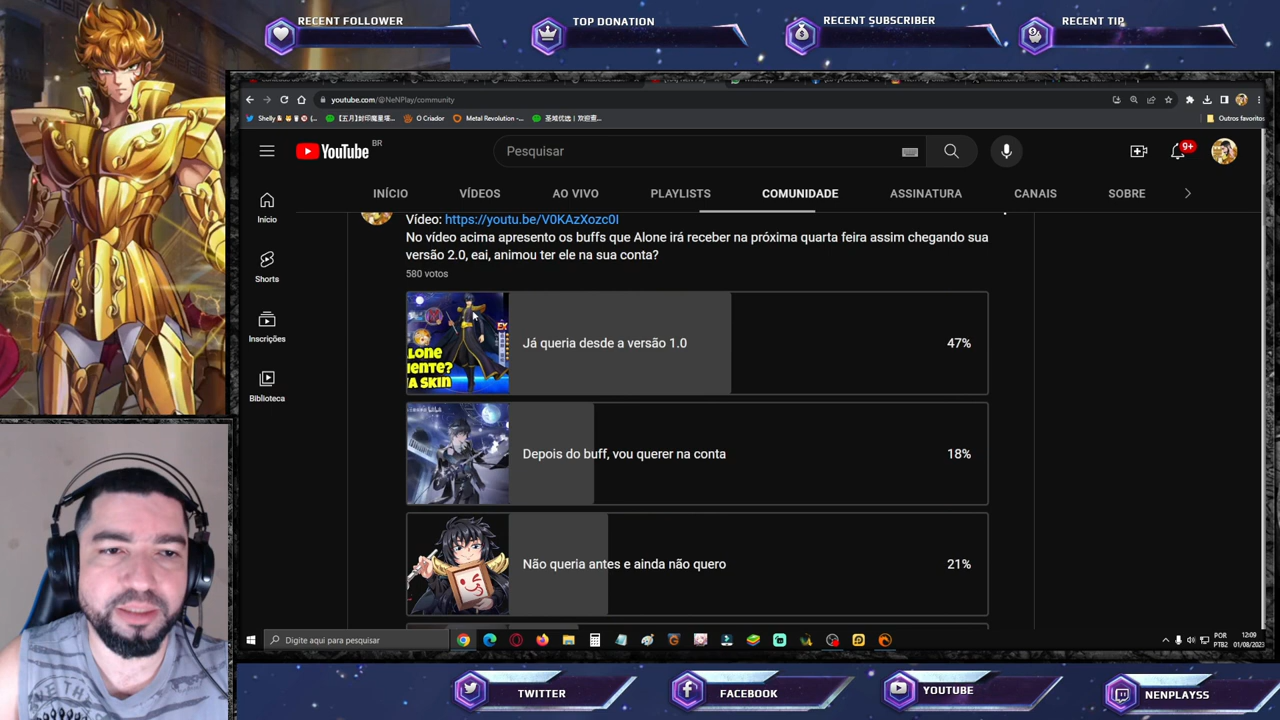 RECENT FOLLOWER
TOP DONATION
RECENT SUBSCRIBER
RECENT TIP
youtube.com/@NeNPlay/community
O Criador
Metal Revolution -...
Outros favoritos
YouTube BR
Pesquisar
9+
INÍCIO
VÍDEOS
AO VIVO
PLAYLISTS
COMUNIDADE
ASSINATURA
CANAIS
SOBRE
Início
Shorts
Inscrições
Biblioteca
Vídeo: https://youtu.be/V0KAzXozc0I
No vídeo acima apresento os buffs que Alone irá receber na próxima quarta feira assim chegando sua
versão 2.0, eai, animou ter ele na sua conta?
580 votos
EX
LONE
IENTE?
A SKIN
Já queria desde a versão 1.0
47%
Depois do buff, vou querer na conta
18%
Não queria antes e ainda não quero
21%
Digite aqui para pesquisar
POR
PTB2
12:09
01/08/2023
TWITTER
FACEBOOK
YOUTUBE
NENPLAYSS